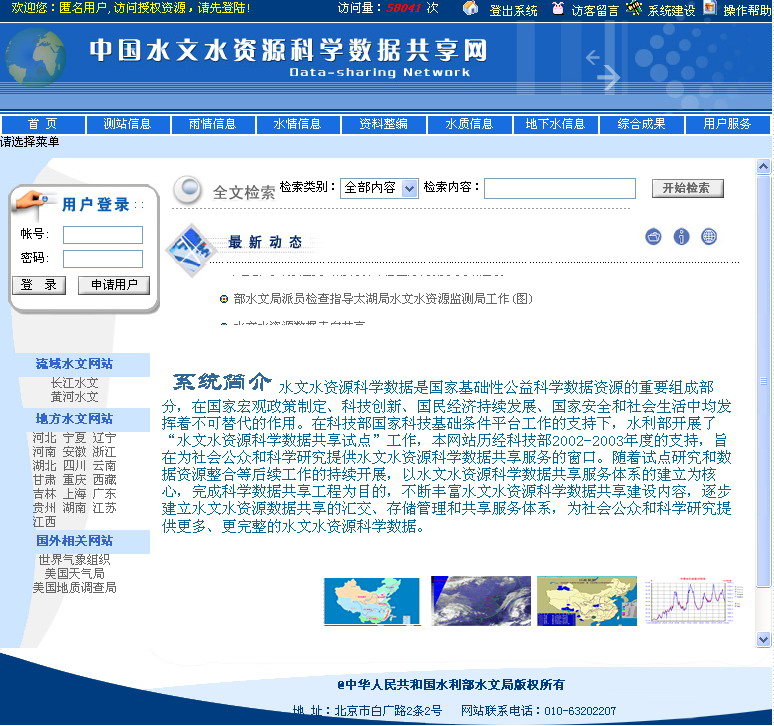 欢迎您：匿名用户，访问授权资源，请先登陆！ 访问量：58041 次 登出系统 访客留言 系统建设 操作帮助
中国水文水资源科学数据共享网
Data-sharing Network
首 页 测站信息 雨情信息 水情信息 资料整编 水质信息 地下水信息 综合成果 用户服务
请选择菜单
全文检索 检索类别： 全部内容 检索内容： 开始检索
用户登录 ::
帐号：
密码：
登 录 申请用户
最 新 动 态
部水文局派员检查指导太湖局水文水资源监测局工作(图)
流域水文网站
长江水文
黄河水文
地方水文网站
河北 宁夏 辽宁
河南 安徽 浙江
湖北 四川 云南
甘肃 重庆 西藏
吉林 上海 广东
贵州 湖南 江苏
江西
国外相关网站
世界气象组织
美国天气局
美国地质调查局
系统简介 水文水资源科学数据是国家基础性公益科学数据资源的重要组成部
分，在国家宏观政策制定、科技创新、国民经济持续发展、国家安全和社会生活中均发
挥着不可替代的作用。在科技部国家科技基础条件平台工作的支持下，水利部开展了
“水文水资源科学数据共享试点”工作，本网站历经科技部2002-2003年度的支持，旨
在为社会公众和科学研究提供水文水资源科学数据共享服务的窗口。随着试点研究和数
据资源整合等后续工作的持续开展，以水文水资源科学数据共享服务体系的建立为核
心，完成科学数据共享工程为目的，不断丰富水文水资源科学数据共享建设内容，逐步
建立水文水资源数据共享的汇交、存储管理和共享服务体系，为社会公众和科学研究提
供更多、更完整的水文水资源科学数据。
@中华人民共和国水利部水文局版权所有
地 址：北京市白广路2条2号 网站联系电话：010-63202207